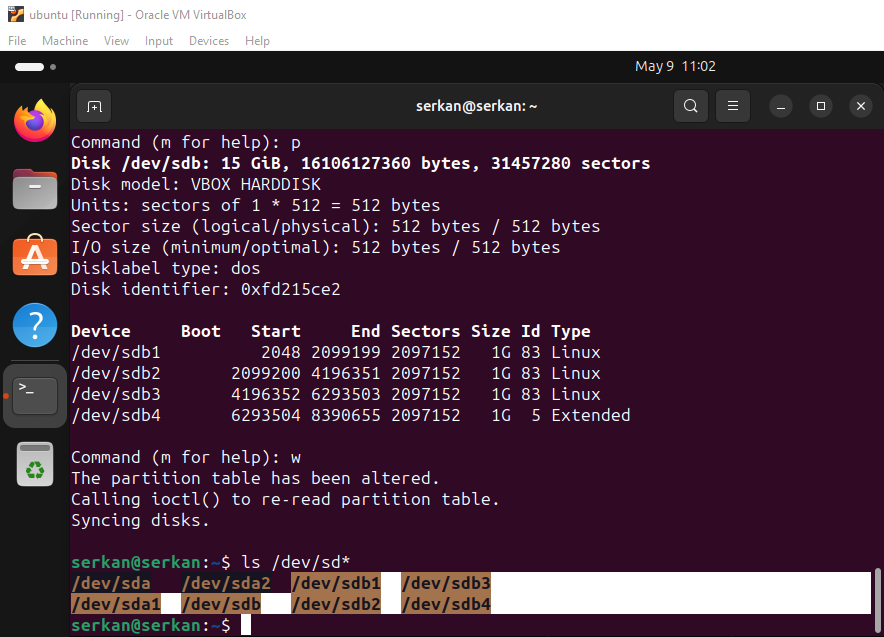 ubuntu [Running] - Oracle VM VirtualBox
File Machine View Input Devices Help
May 9 11:02
serkan@serkan: ~
Command (m for help): p
Disk /dev/sdb: 15 GiB, 16106127360 bytes, 31457280 sectors
Disk model: VBOX HARDDISK
Units: sectors of 1 * 512 = 512 bytes
Sector size (logical/physical): 512 bytes / 512 bytes
I/O size (minimum/optimal): 512 bytes / 512 bytes
Disklabel type: dos
Disk identifier: 0xfd215ce2
Device     Boot   Start     End Sectors Size Id Type
/dev/sdb1          2048 2099199 2097152   1G 83 Linux
/dev/sdb2       2099200 4196351 2097152   1G 83 Linux
/dev/sdb3       4196352 6293503 2097152   1G 83 Linux
/dev/sdb4       6293504 8390655 2097152   1G  5 Extended
Command (m for help): w
The partition table has been altered.
Calling ioctl() to re-read partition table.
Syncing disks.
serkan@serkan:~$ ls /dev/sd*
/dev/sda   /dev/sda2  /dev/sdb1  /dev/sdb3
/dev/sda1  /dev/sdb   /dev/sdb2  /dev/sdb4
serkan@serkan:~$